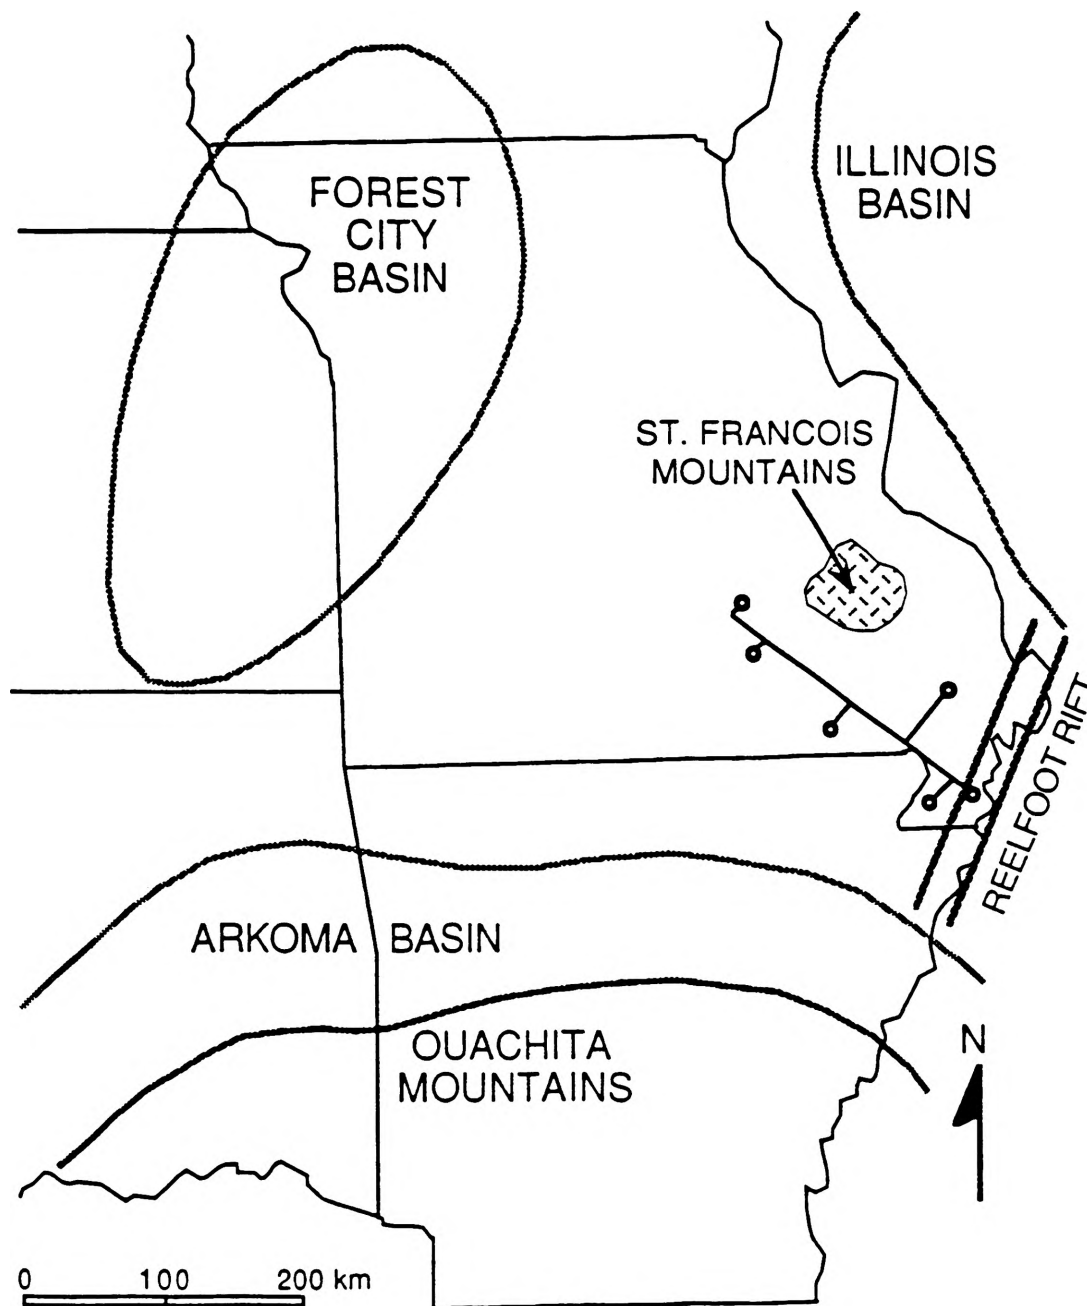 FOREST
CITY
BASIN
ILLINOIS
BASIN
ST. FRANCOIS
MOUNTAINS
REELFOOT RIFT
ARKOMA BASIN
OUACHITA
MOUNTAINS
N
0 100 200 km